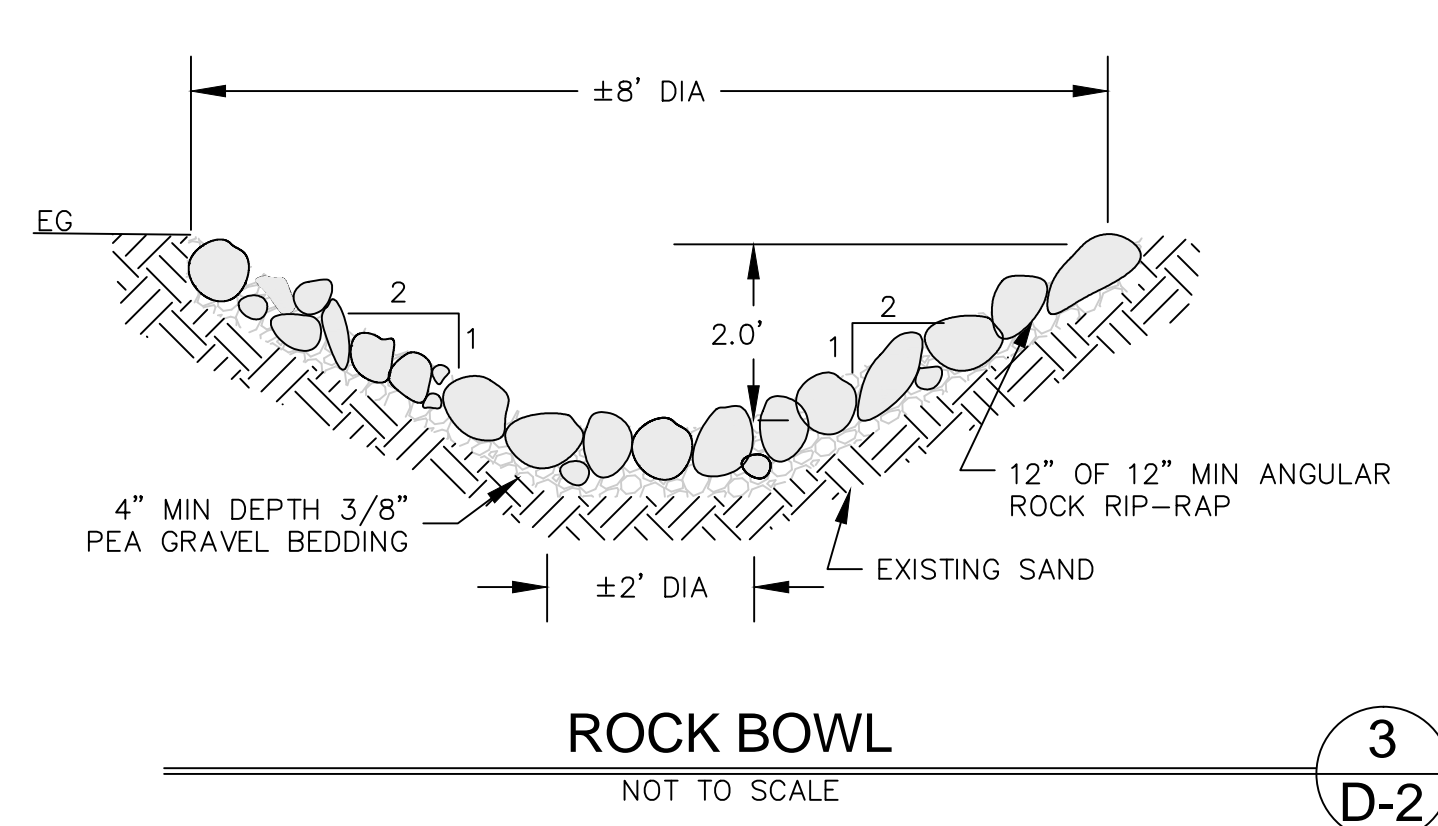 ±8’ DIA
EG
2
1
2.0’
2
1
12” OF 12” MIN ANGULAR
ROCK RIP-RAP
4” MIN DEPTH 3/8”
PEA GRAVEL BEDDING
EXISTING SAND
±2’ DIA
ROCK BOWL
NOT TO SCALE
3
D-2